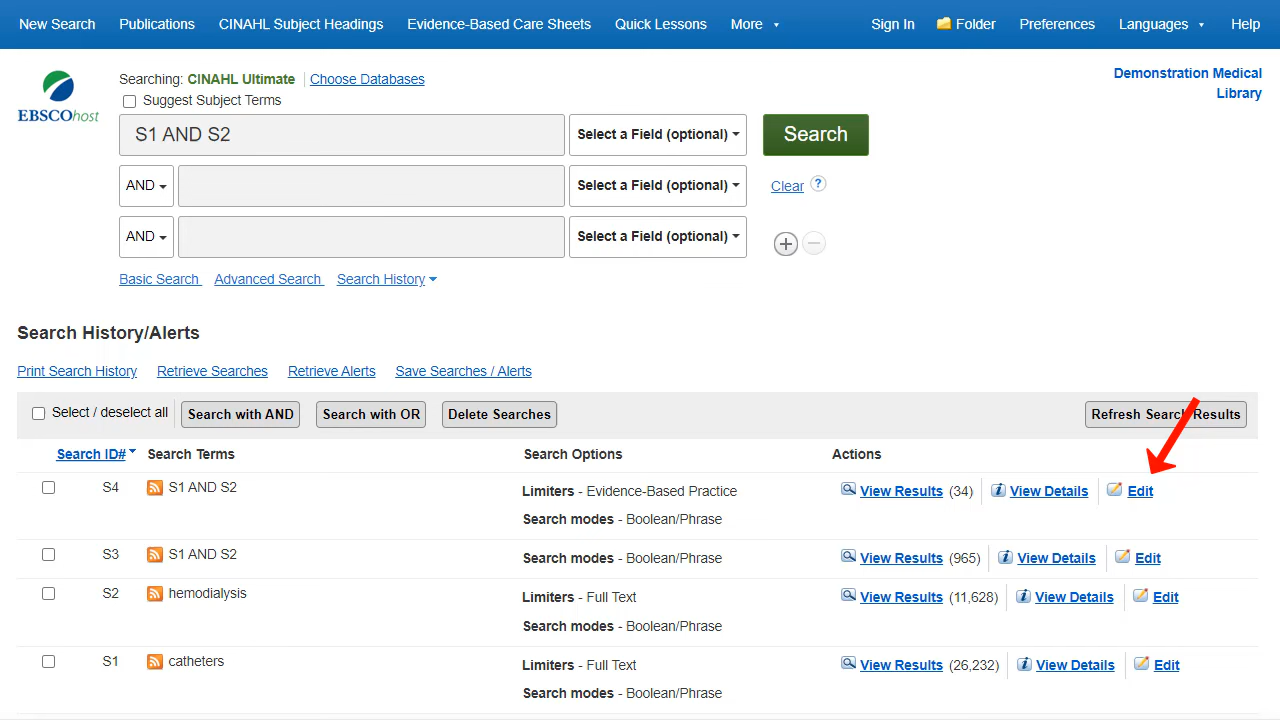 New Search Publications CINAHL Subject Headings Evidence-Based Care Sheets Quick Lessons More Sign In Folder Preferences Languages Help
Searching: CINAHL Ultimate Choose Databases
Demonstration Medical
Library
Suggest Subject Terms
EBSCOhost
S1 AND S2 Select a Field (optional) Search
AND Select a Field (optional) Clear ?
AND Select a Field (optional)
Basic Search Advanced Search Search History
Search History/Alerts
Print Search History Retrieve Searches Retrieve Alerts Save Searches / Alerts
Select / deselect all Search with AND Search with OR Delete Searches Refresh Search Results
Search ID# Search Terms Search Options Actions
S4 S1 AND S2 Limiters - Evidence-Based Practice View Results (34) View Details Edit
Search modes - Boolean/Phrase
S3 S1 AND S2 Search modes - Boolean/Phrase View Results (965) View Details Edit
S2 hemodialysis Limiters - Full Text View Results (11,628) View Details Edit
Search modes - Boolean/Phrase
S1 catheters Limiters - Full Text View Results (26,232) View Details Edit
Search modes - Boolean/Phrase